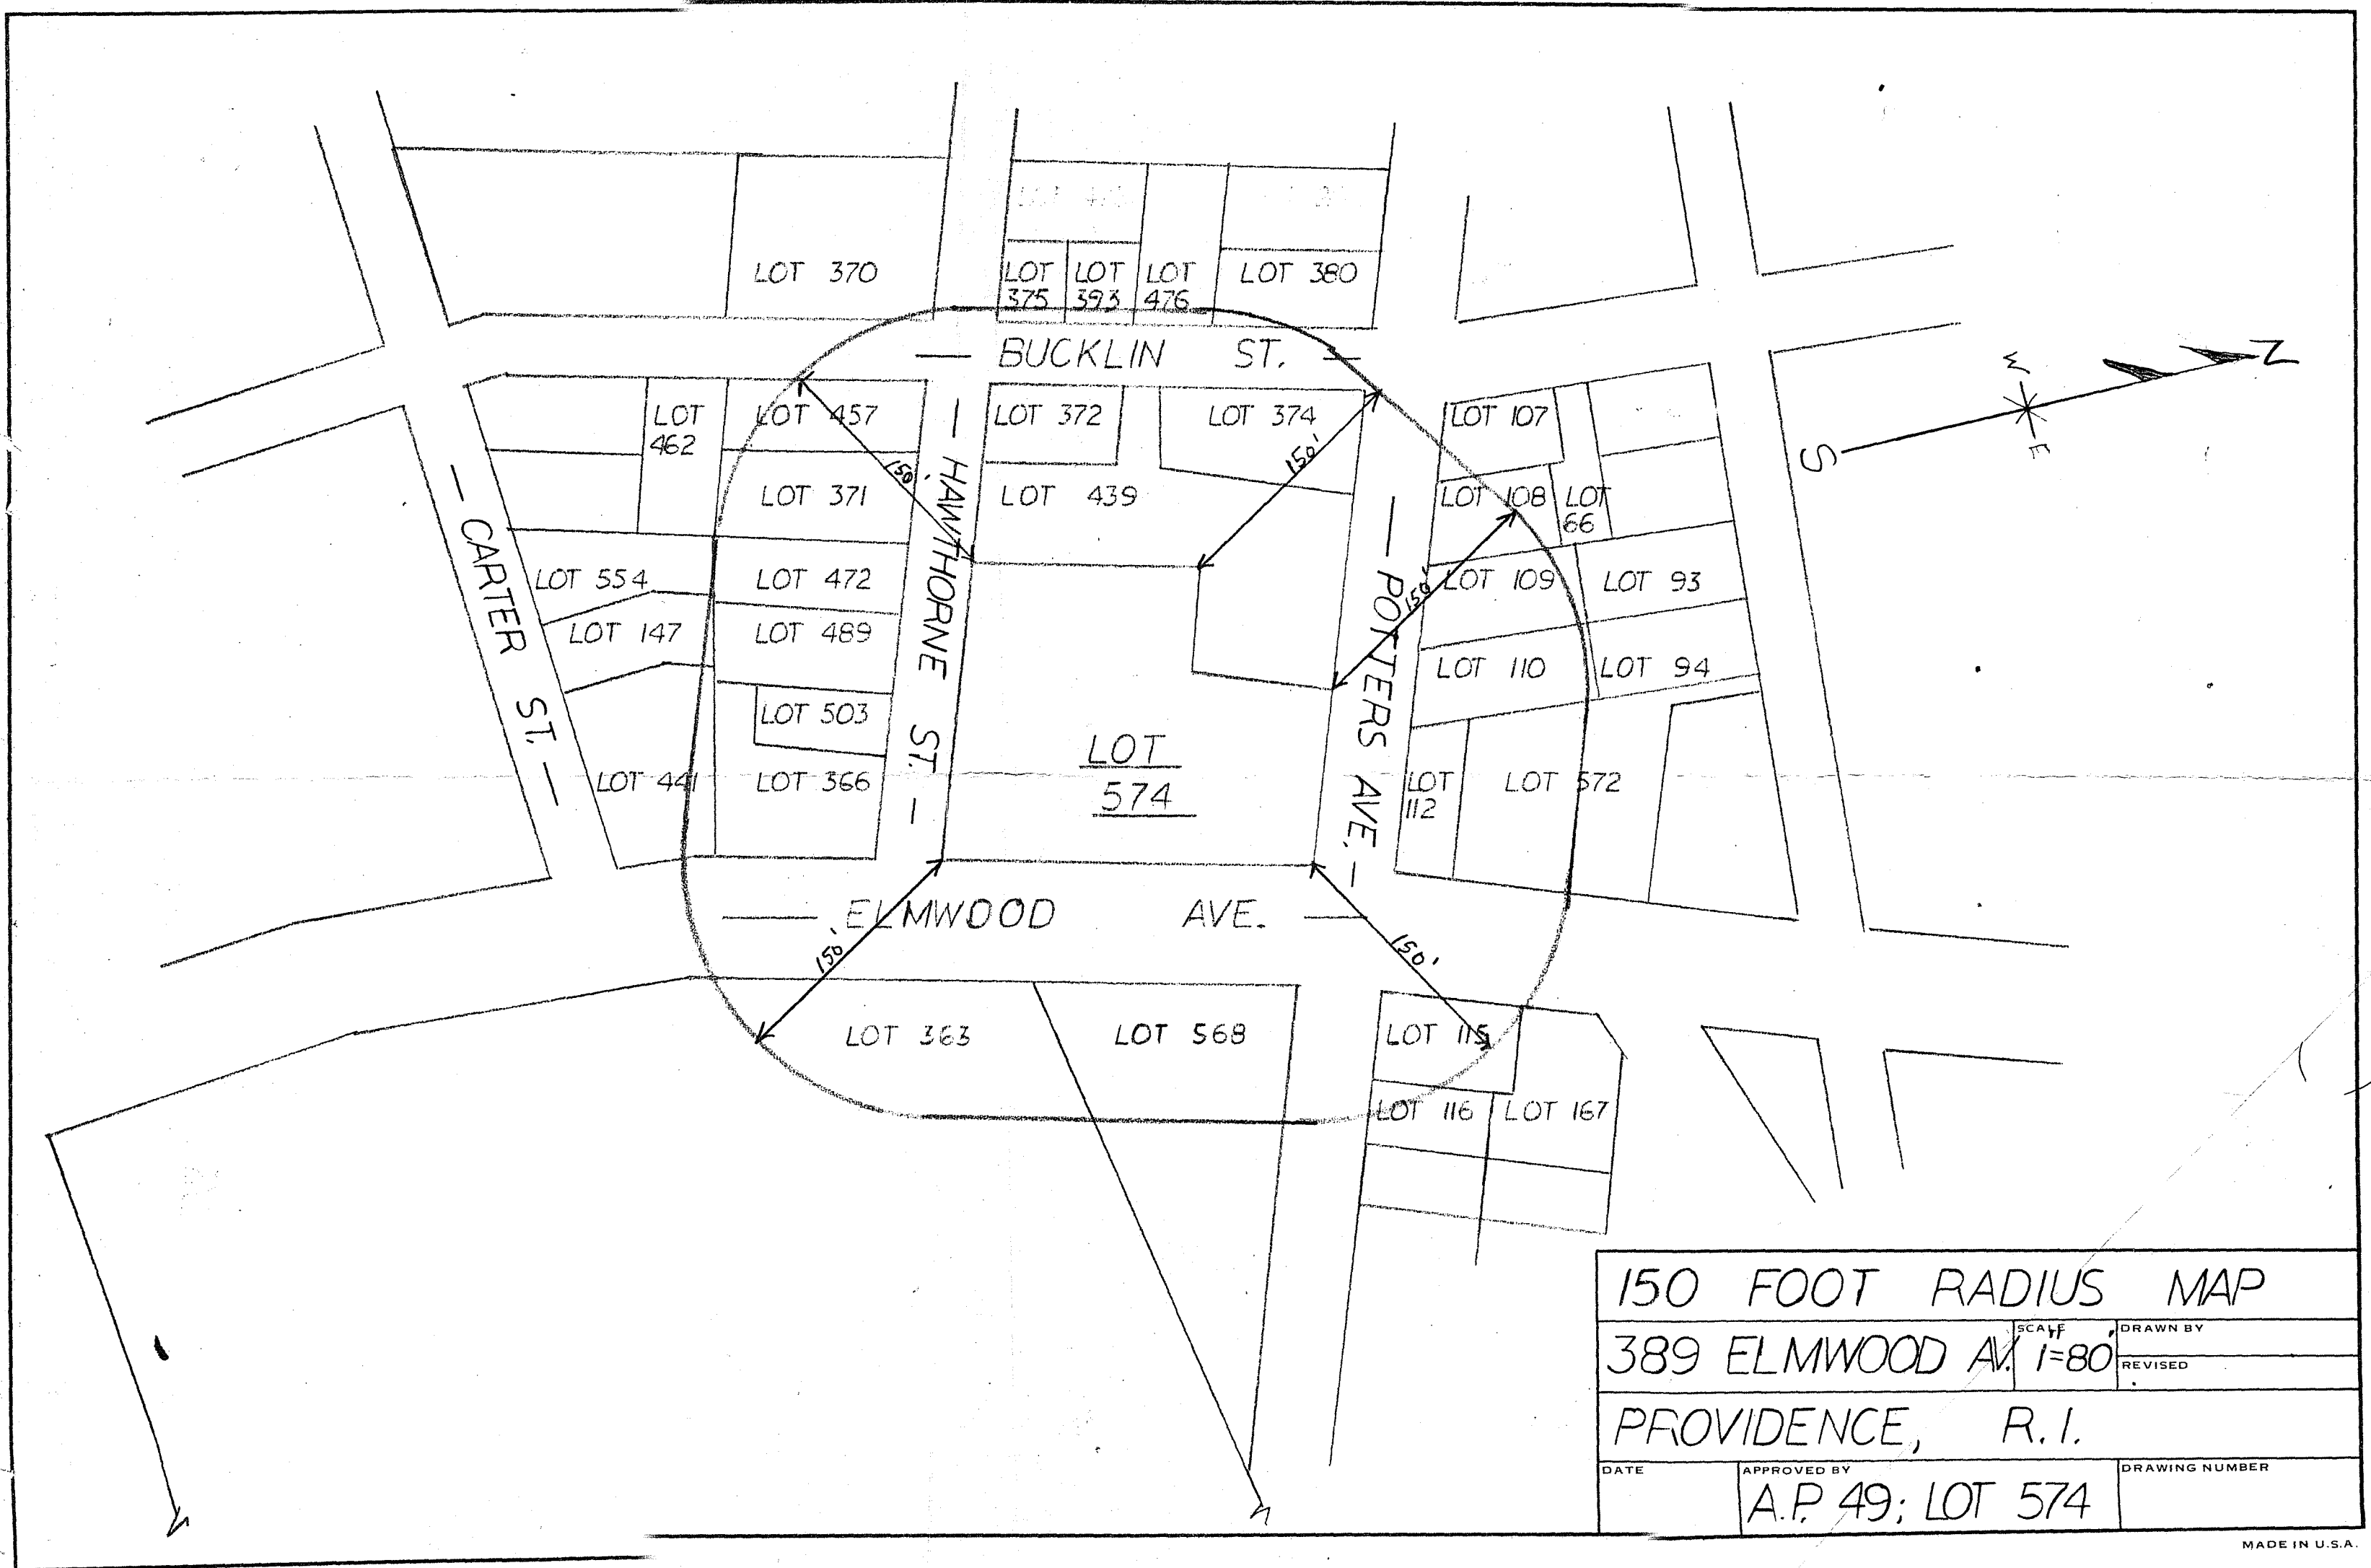 LOT 370
LOT 375
LOT 393
LOT 476
LOT 380
— BUCKLIN ST. —
LOT 462
LOT 457
LOT 372
LOT 374
LOT 107
150'
150'
LOT 371
LOT 439
LOT 108
LOT 66
— HAWTHORNE ST. —
— CARTER ST. —
— POTTERS AVE. —
LOT 554
LOT 472
150'
LOT 109
LOT 93
LOT 147
LOT 489
LOT 110
LOT 94
LOT 503
LOT 574
LOT 441
LOT 366
LOT 112
LOT 572
— ELMWOOD AVE. —
150'
150'
LOT 363
LOT 568
LOT 115
LOT 116
LOT 167
N
W
E
S
150 FOOT RADIUS MAP
389 ELMWOOD AV.
SCALE
1"=80'
DRAWN BY
REVISED
PROVIDENCE, R.I.
DATE
APPROVED BY
A.P. 49; LOT 574
DRAWING NUMBER
MADE IN U.S.A.